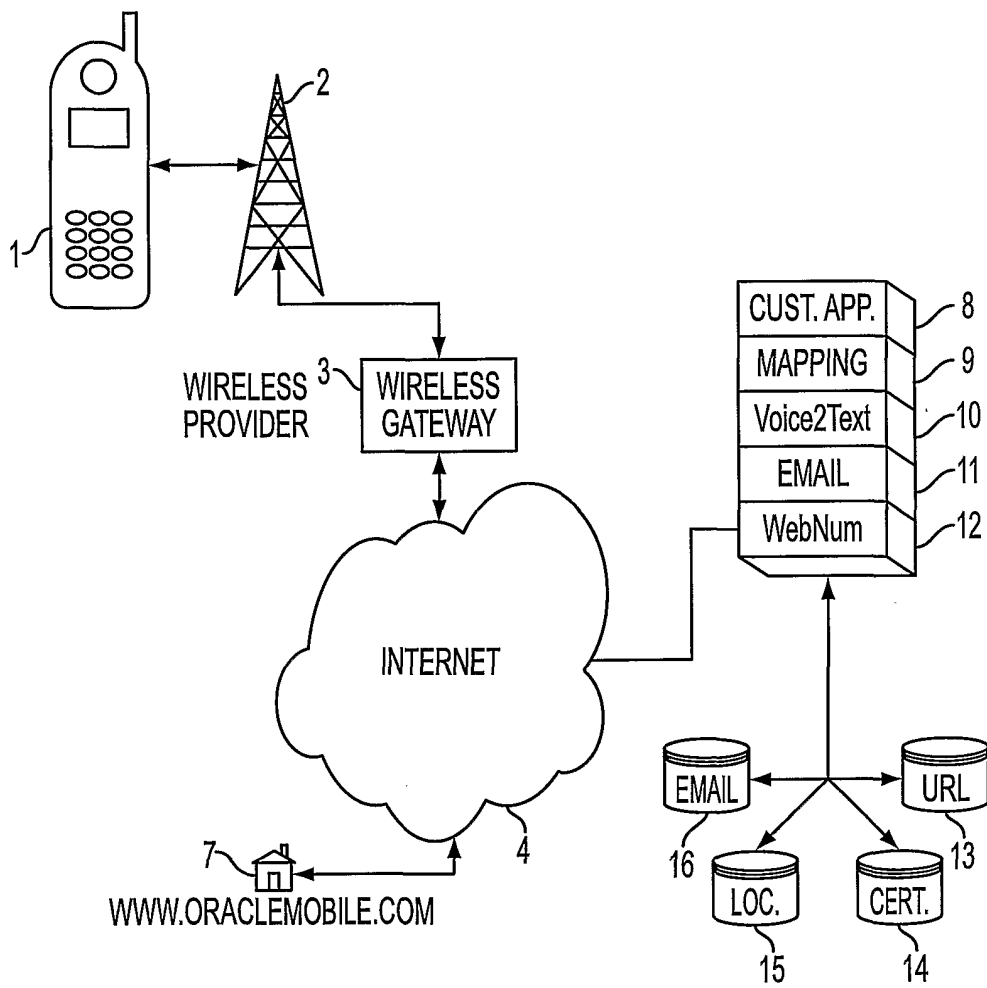 1
2
WIRELESS
PROVIDER
3
WIRELESS
GATEWAY
INTERNET
4
7
WWW.ORACLEMOBILE.COM
CUST. APP.
8
MAPPING
9
Voice2Text
10
EMAIL
11
WebNum
12
EMAIL
16
URL
13
LOC.
15
CERT.
14